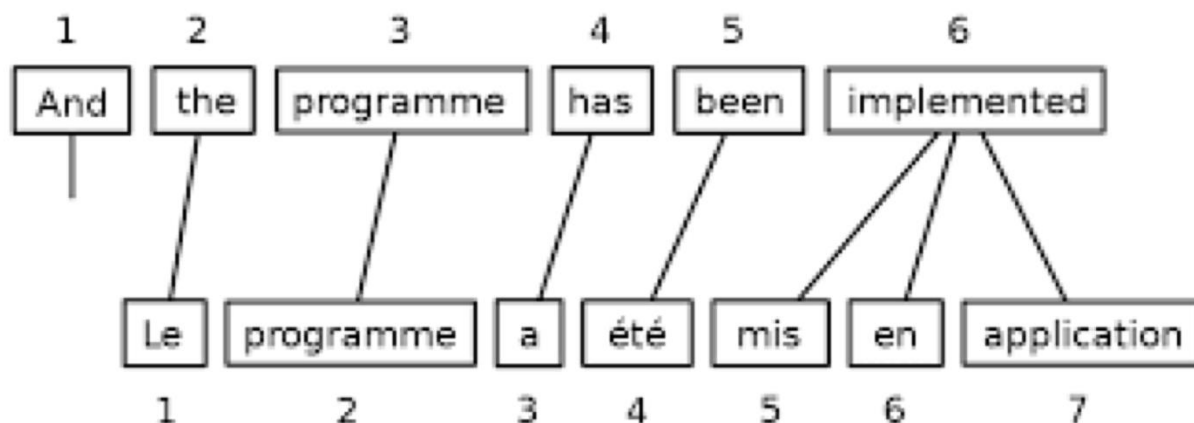 1 2 3 4 5 6
And the programme has been implemented
Le programme a été mis en application
1 2 3 4 5 6 7